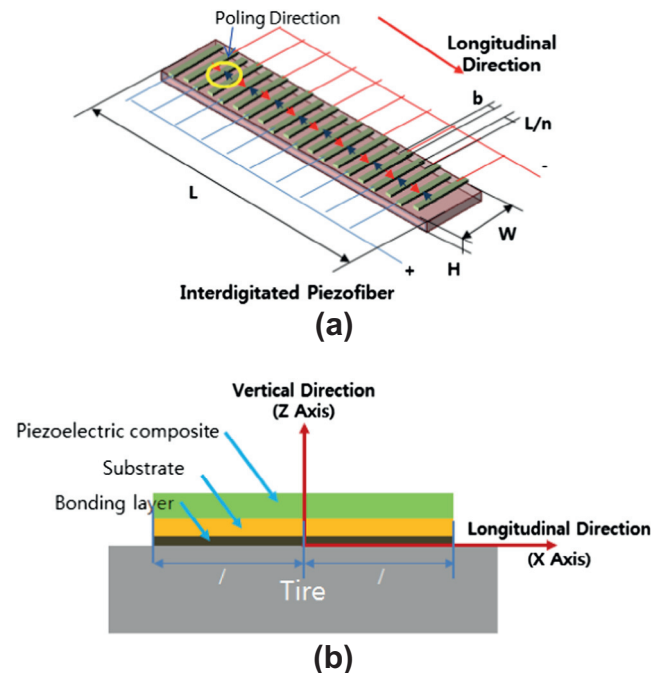 Poling Direction
Longitudinal
Direction
b
L/n
L
-
W
+
H
Interdigitated Piezofiber
(a)
Vertical Direction
(Z Axis)
Piezoelectric composite
Substrate
Bonding layer
Longitudinal Direction
(X Axis)
l
l
Tire
(b)